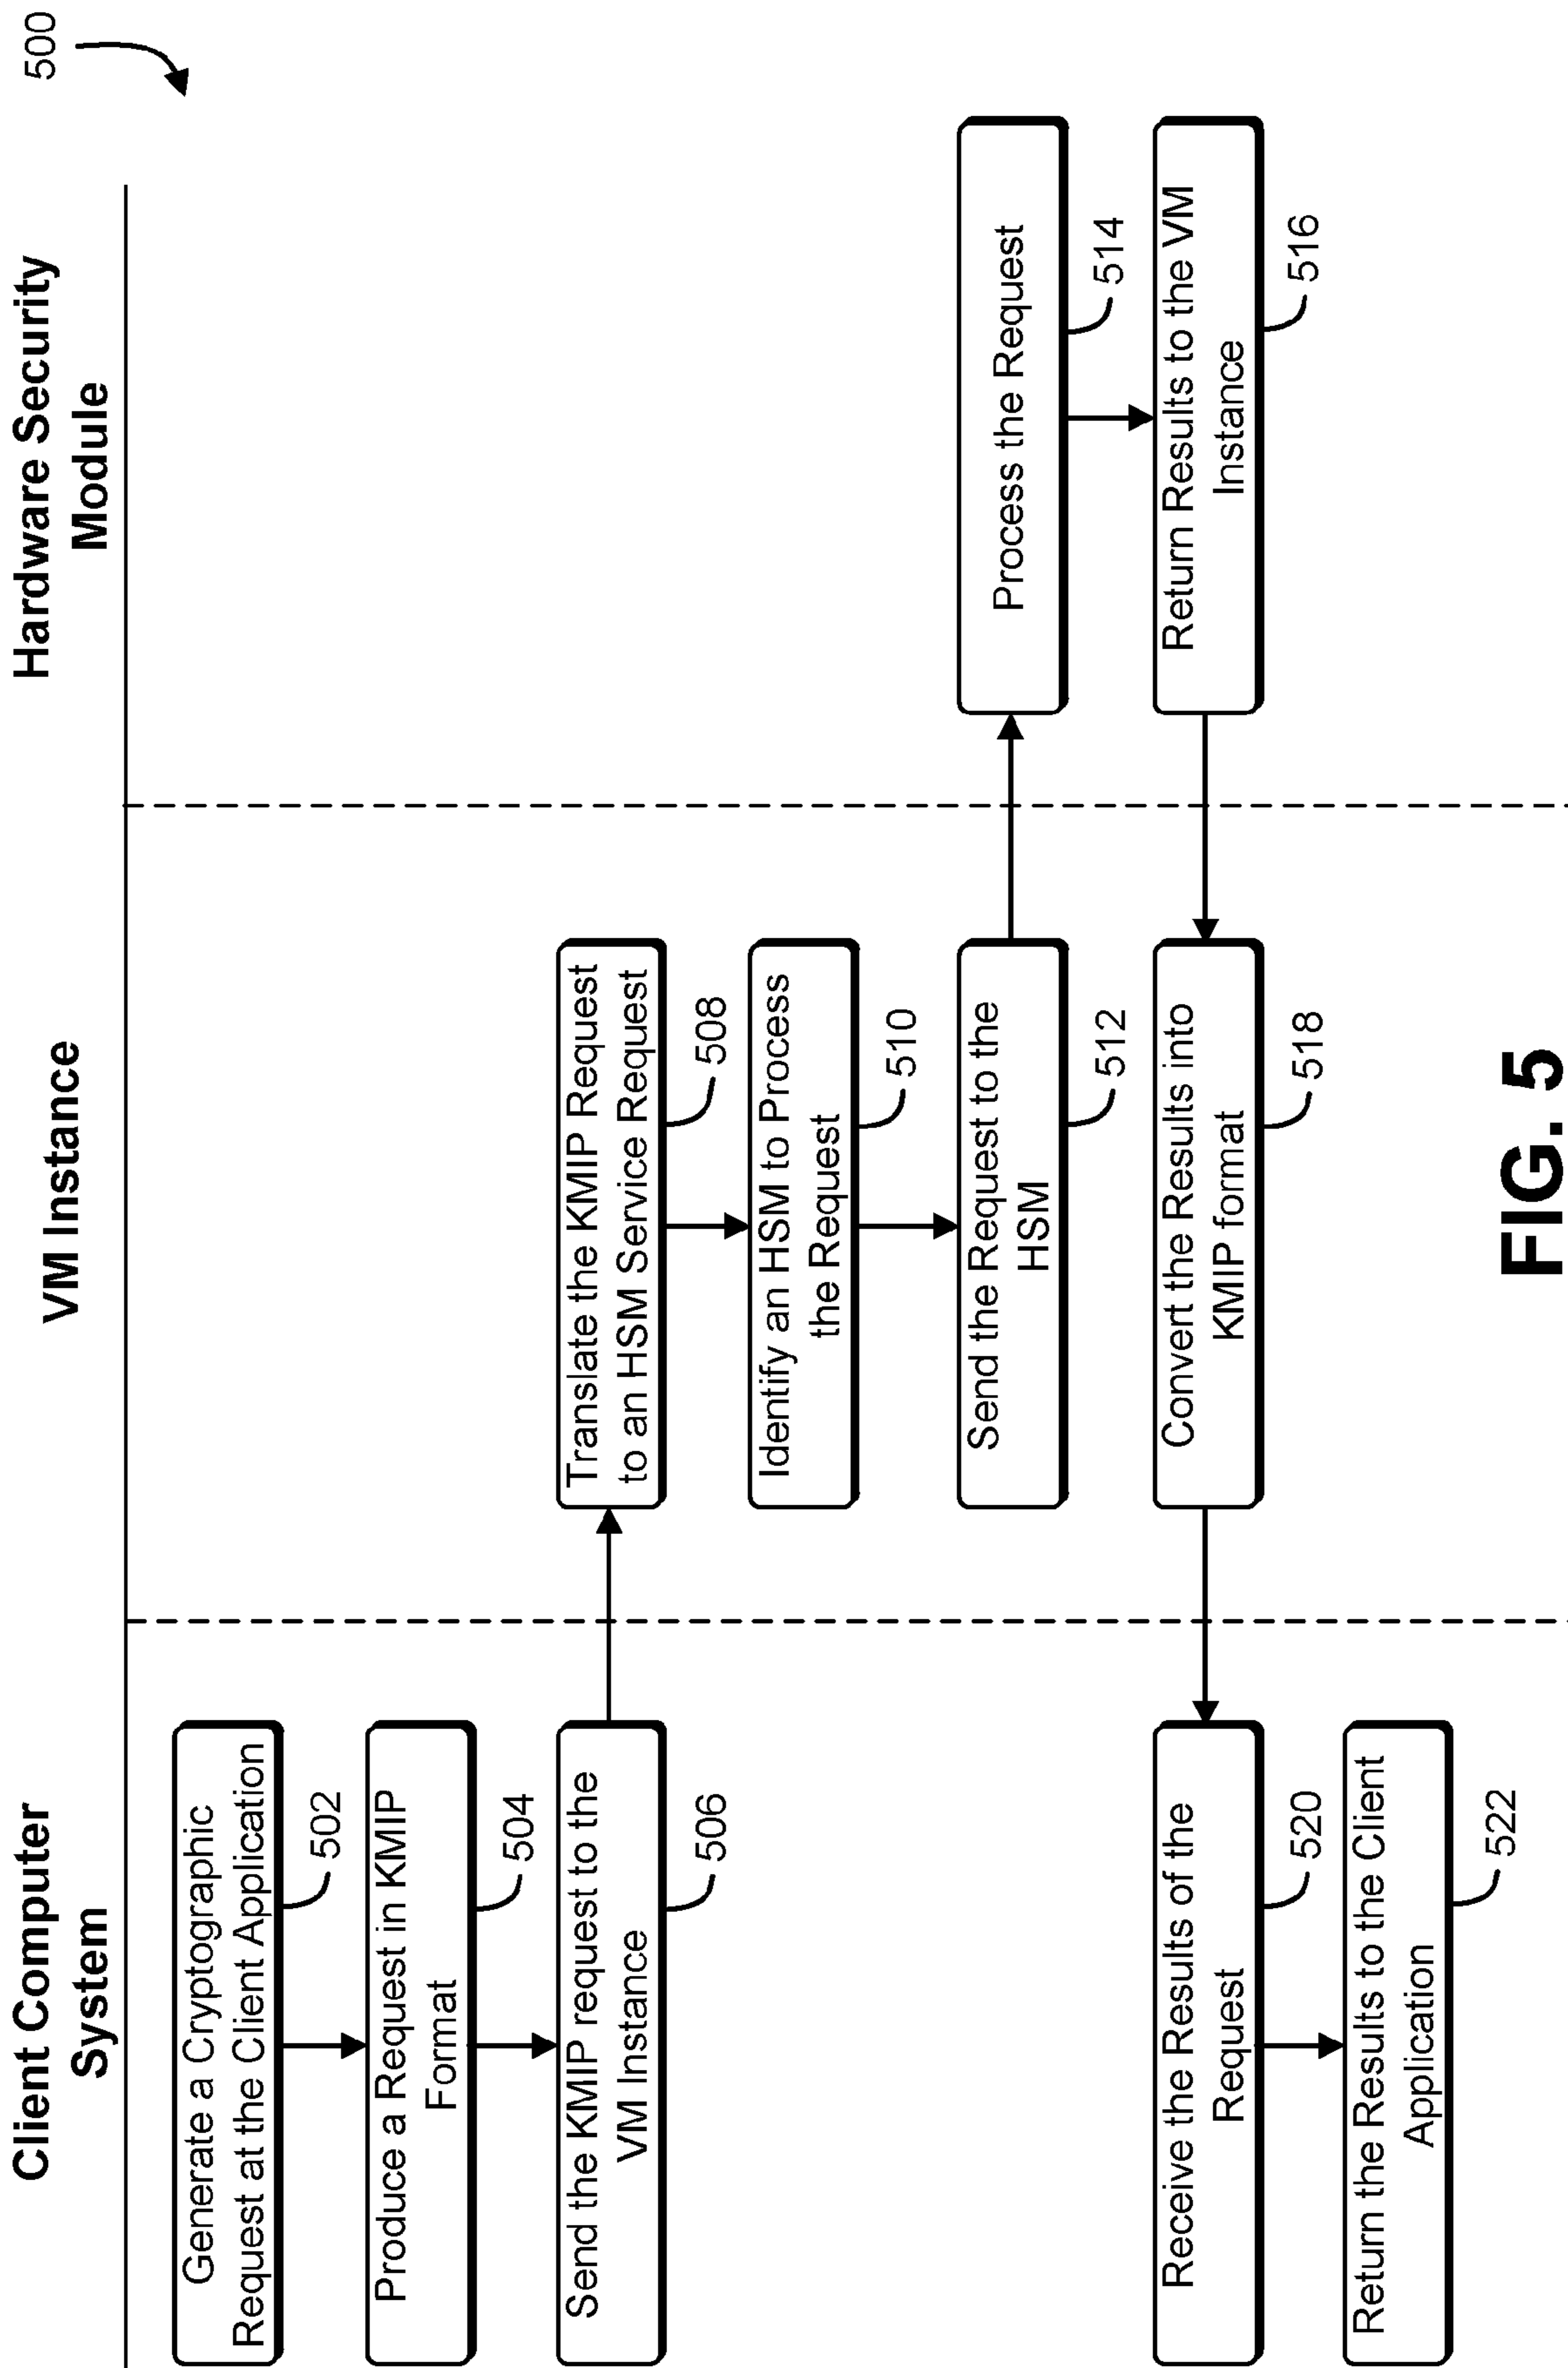 500
Client Computer
System
VM Instance
Hardware Security
Module
Generate a Cryptographic
Request at the Client Application
502
Produce a Request in KMIP
Format
504
Send the KMIP request to the
VM Instance
506
Translate the KMIP Request
to an HSM Service Request
508
Identify an HSM to Process
the Request
510
Send the Request to the
HSM
512
Process the Request
514
Return Results to the VM
Instance
516
Convert the Results into
KMIP format
518
Receive the Results of the
Request
520
Return the Results to the Client
Application
522
FIG. 5